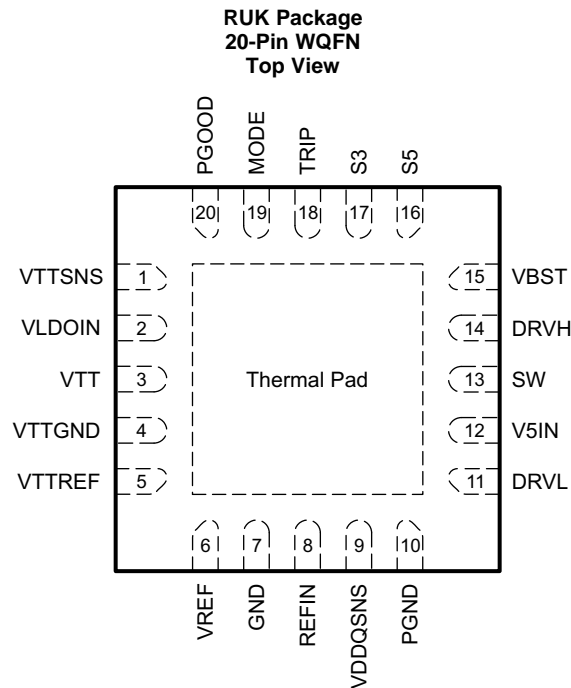 RUK Package
20-Pin WQFN
Top View
PGOOD
MODE
TRIP
S3
S5
20
19
18
17
16
VTTSNS 1
15 VBST
VLDOIN 2
14 DRVH
VTT 3
Thermal Pad
13 SW
VTTGND 4
12 V5IN
VTTREF 5
11 DRVL
6
7
8
9
10
VREF
GND
REFIN
VDDQSNS
PGND